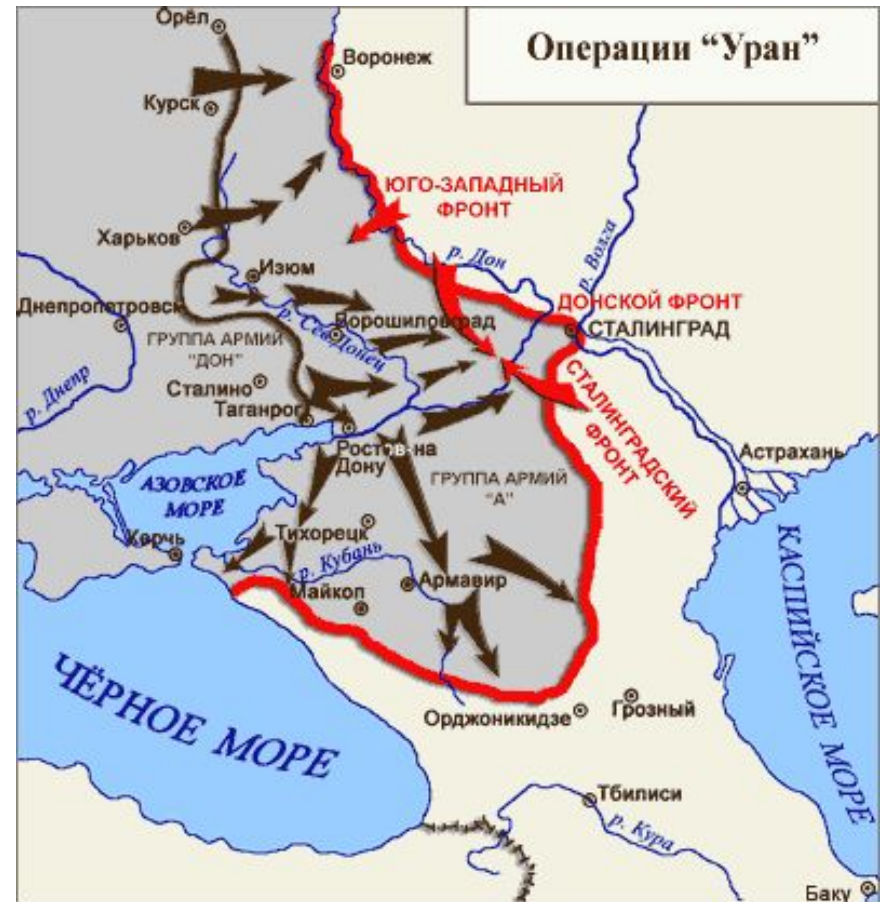 Операции “Уран”
Орёл
Воронеж
Курск
ЮГО-ЗАПАДНЫЙ
ФРОНТ
Харьков
р. Дон
р. Волга
Изюм
ДОНСКОЙ ФРОНТ
Днепропетровск
р. Сев. Донец
Ворошиловград
СТАЛИНГРАД
ГРУППА АРМИЙ
“ДОН”
р. Днепр
Сталино
Таганрог
СТАЛИНГРАДСКИЙ
ФРОНТ
Ростов-на
Дону
Астрахань
ГРУППА АРМИЙ
“А”
АЗОВСКОЕ
МОРЕ
Тихорецк
Керчь
р. Кубань
Армавир
Майкоп
КАСПИЙСКОЕ МОРЕ
ЧЁРНОЕ МОРЕ
Орджоникидзе
Грозный
Тбилиси
р. Кура
Баку